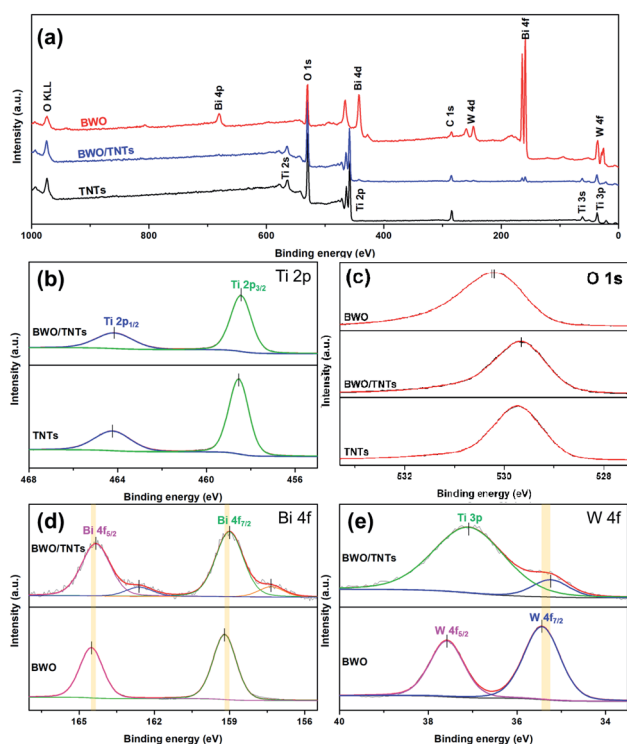 (a)
Intensity (a.u.)
O KLL
BWO
BWO/TNTs
TNTs
Bi 4p
Ti 2s
O 1s
Bi 4d
Ti 2p
C 1s
W 4d
Bi 4f
W 4f
Ti 3s
Ti 3p
1000 800 600 400 200 0
Binding energy (eV)
(b)
Ti 2p
Intensity (a.u.)
Ti 2p1/2
Ti 2p3/2
BWO/TNTs
TNTs
468 464 460 456
Binding energy (eV)
(c)
O 1s
Intensity (a.u.)
BWO
BWO/TNTs
TNTs
532 530 528
Binding energy (eV)
(d)
Bi 4f
Intensity (a.u.)
Bi 4f5/2
Bi 4f7/2
BWO/TNTs
BWO
165 162 159 156
Binding energy (eV)
(e)
W 4f
Intensity (a.u.)
Ti 3p
BWO/TNTs
W 4f5/2
W 4f7/2
BWO
40 38 36 34
Binding energy (eV)